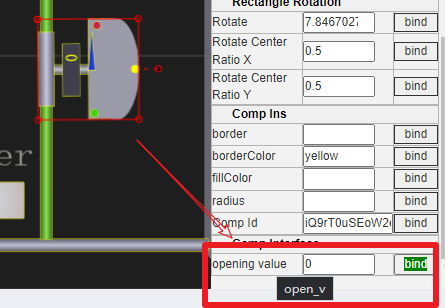 Rectangle Rotation
Rotate 7.8467027 bind
Rotate Center Ratio X 0.5 bind
Rotate Center Ratio Y 0.5 bind
Comp Ins
border bind
borderColor yellow bind
fillColor bind
radius bind
Comp Id iQ9rT0uSEoW2 bind
Comp Interface
opening value 0 bind
open_v
er
0